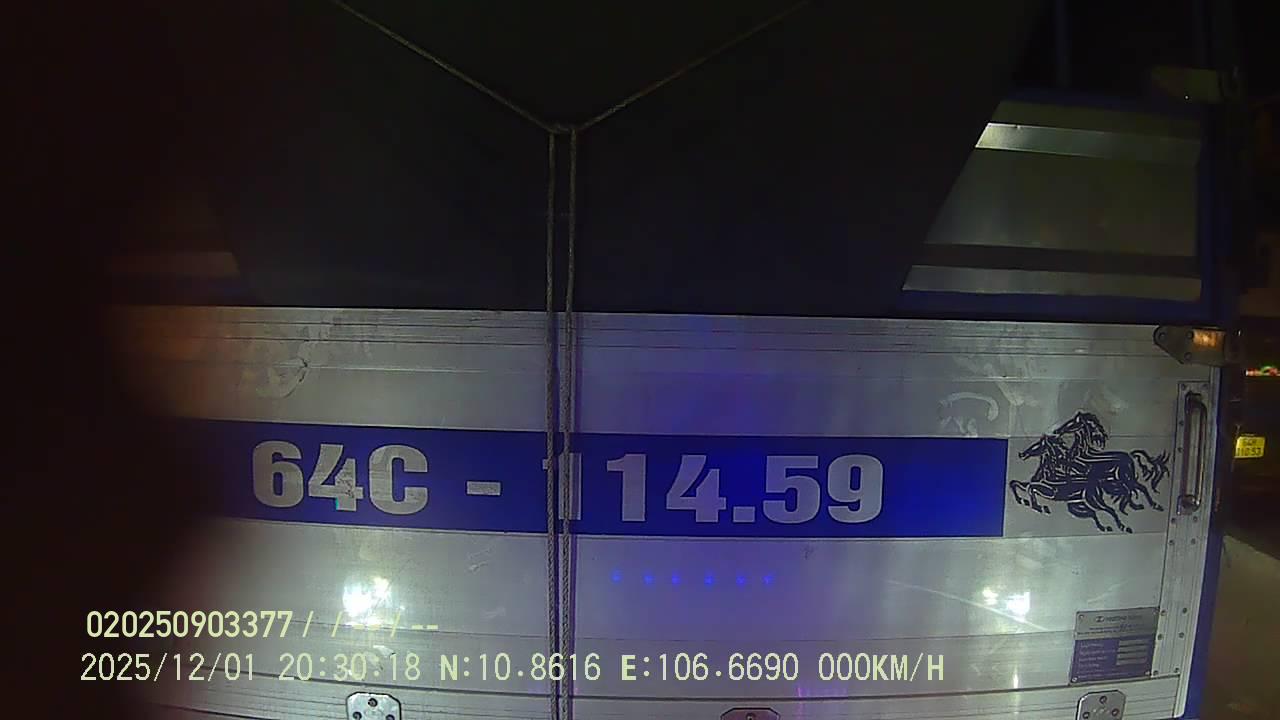 64C - 114.59
020250903377/ /--/--
2025/12/01 20:30:18 N:10.8616 E:106.6690 000KM/H